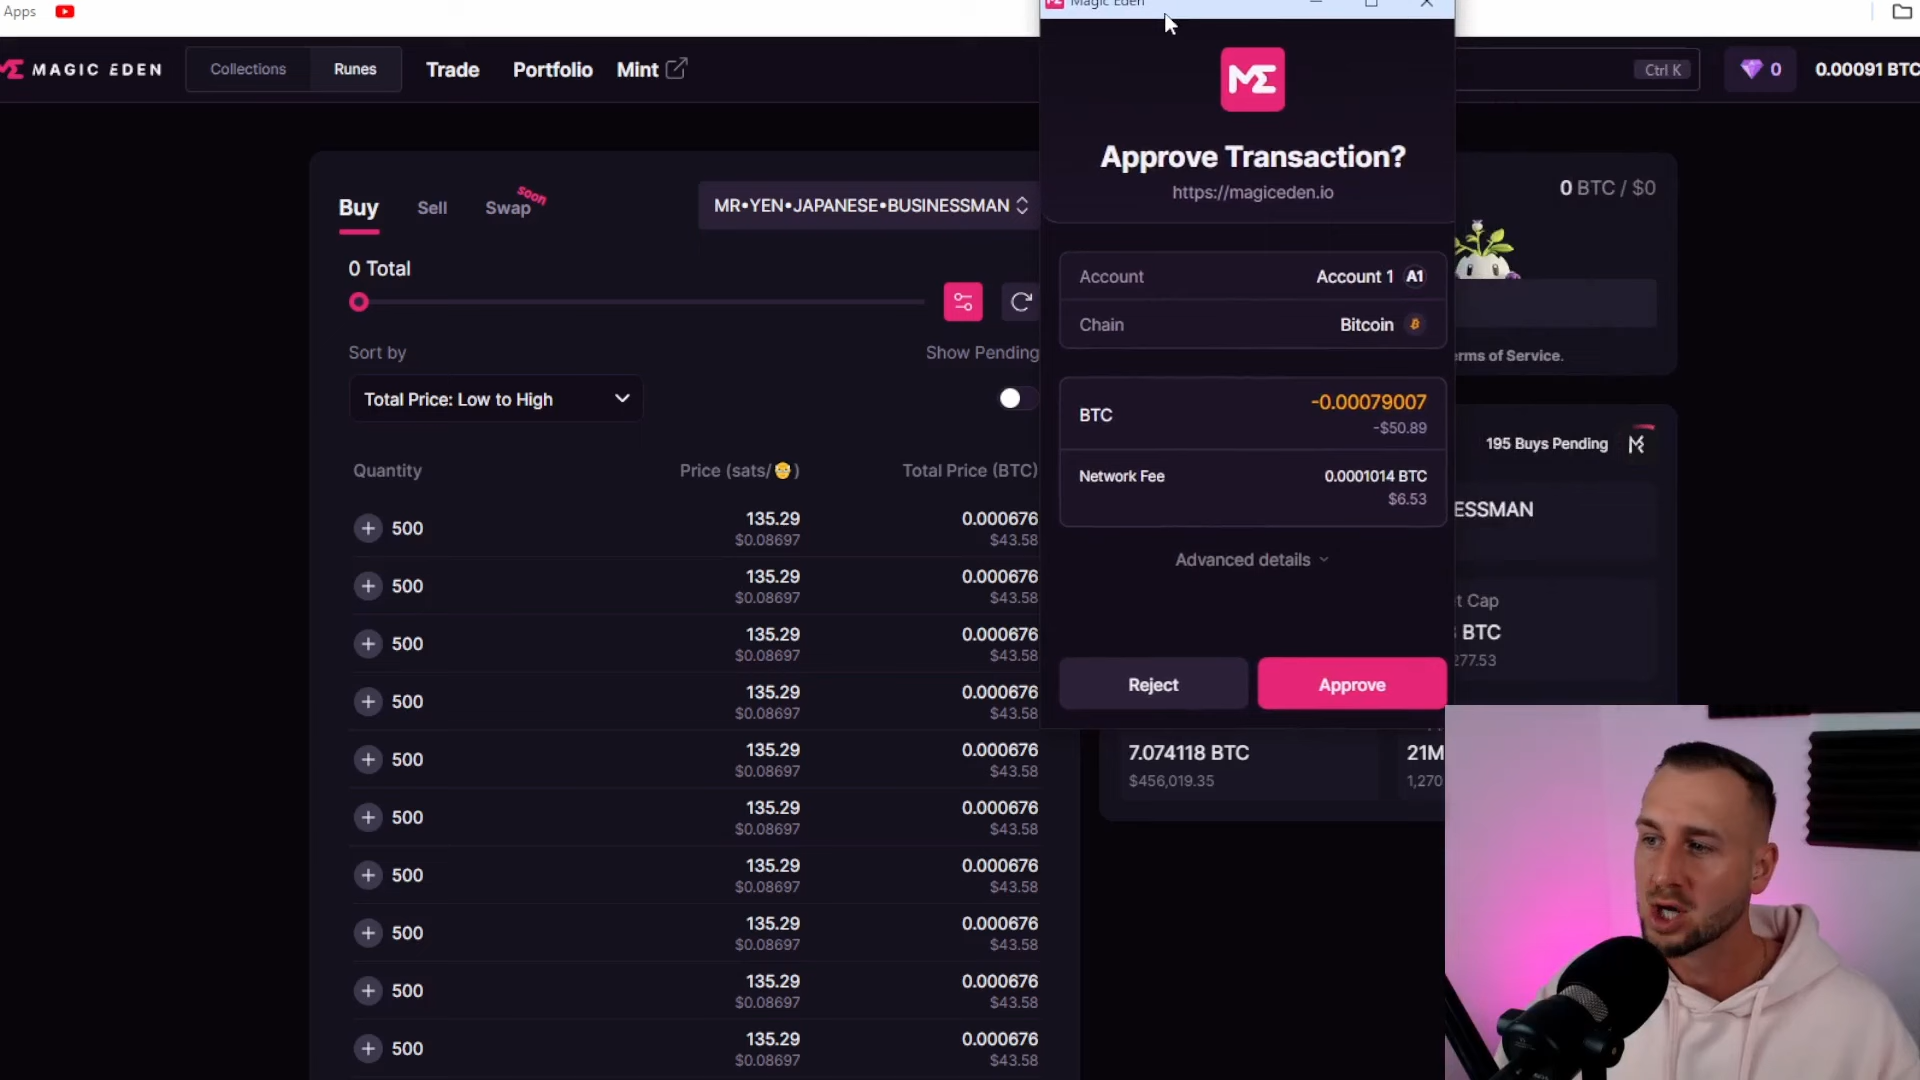 Apps
Magic Eden
MAGIC EDEN
Collections
Runes
Trade
Portfolio
Mint
Ctrl K
0
0.00091 BTC
ME
Approve Transaction?
https://magiceden.io
Buy
Sell
Swap
soon
MR•YEN•JAPANESE•BUSINESSMAN
0 BTC / $0
0 Total
Account
Account 1
A1
Chain
Bitcoin
Sort by
Show Pending
rms of Service.
Total Price: Low to High
BTC
-0.00079007
-$50.89
195 Buys Pending
Quantity
Price (sats/😳)
Total Price (BTC)
Network Fee
0.0001014 BTC
$6.53
ESSMAN
500
135.29
0.000676
$0.08697
$43.58
Advanced details
500
135.29
0.000676
$0.08697
$43.58
t Cap
BTC
277.53
500
135.29
0.000676
$0.08697
$43.58
Reject
Approve
500
135.29
0.000676
$0.08697
$43.58
500
135.29
0.000676
$0.08697
$43.58
7.074118 BTC
$456,019.35
21M
1,270
500
135.29
0.000676
$0.08697
$43.58
500
135.29
0.000676
$0.08697
$43.58
500
135.29
0.000676
$0.08697
$43.58
500
135.29
0.000676
$0.08697
$43.58
500
135.29
0.000676
$0.08697
$43.58